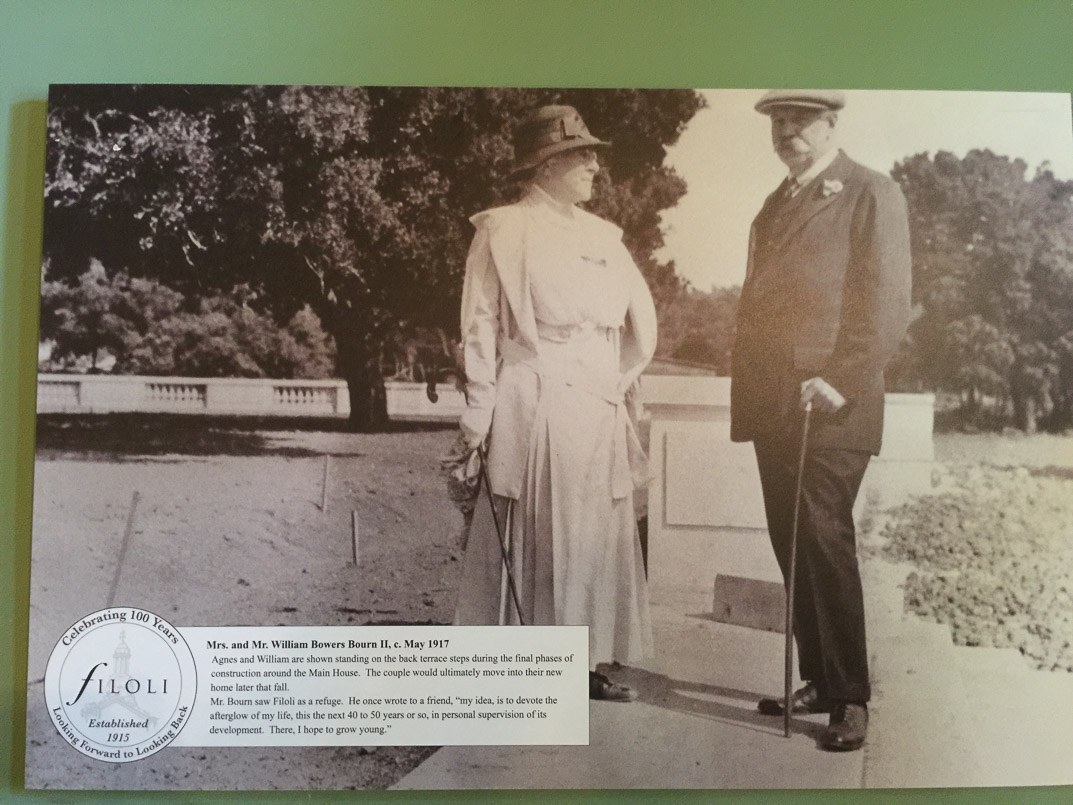 Celebrating 100 Years
fILOLI
Established
1915
Looking Forward to Looking Back
Mrs. and Mr. William Bowers Bourn II, c. May 1917
Agnes and William are shown standing on the back terrace steps during the final phases of
construction around the Main House. The couple would ultimately move into their new
home later that fall.
Mr. Bourn saw Filoli as a refuge. He once wrote to a friend, “my idea, is to devote the
afterglow of my life, this the next 40 to 50 years or so, in personal supervision of its
development. There, I hope to grow young.”